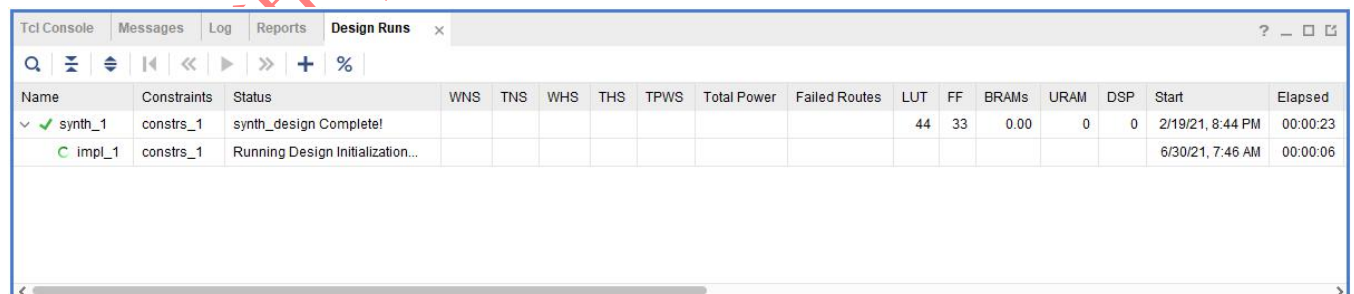 Tcl Console Messages Log Reports Design Runs
Name Constraints Status WNS TNS WHS THS TPWS Total Power Failed Routes LUT FF BRAMs URAM DSP Start Elapsed
synth_1 constrs_1 synth_design Complete! 44 33 0.00 0 0 2/19/21, 8:44 PM 00:00:23
impl_1 constrs_1 Running Design Initialization... 6/30/21, 7:46 AM 00:00:06